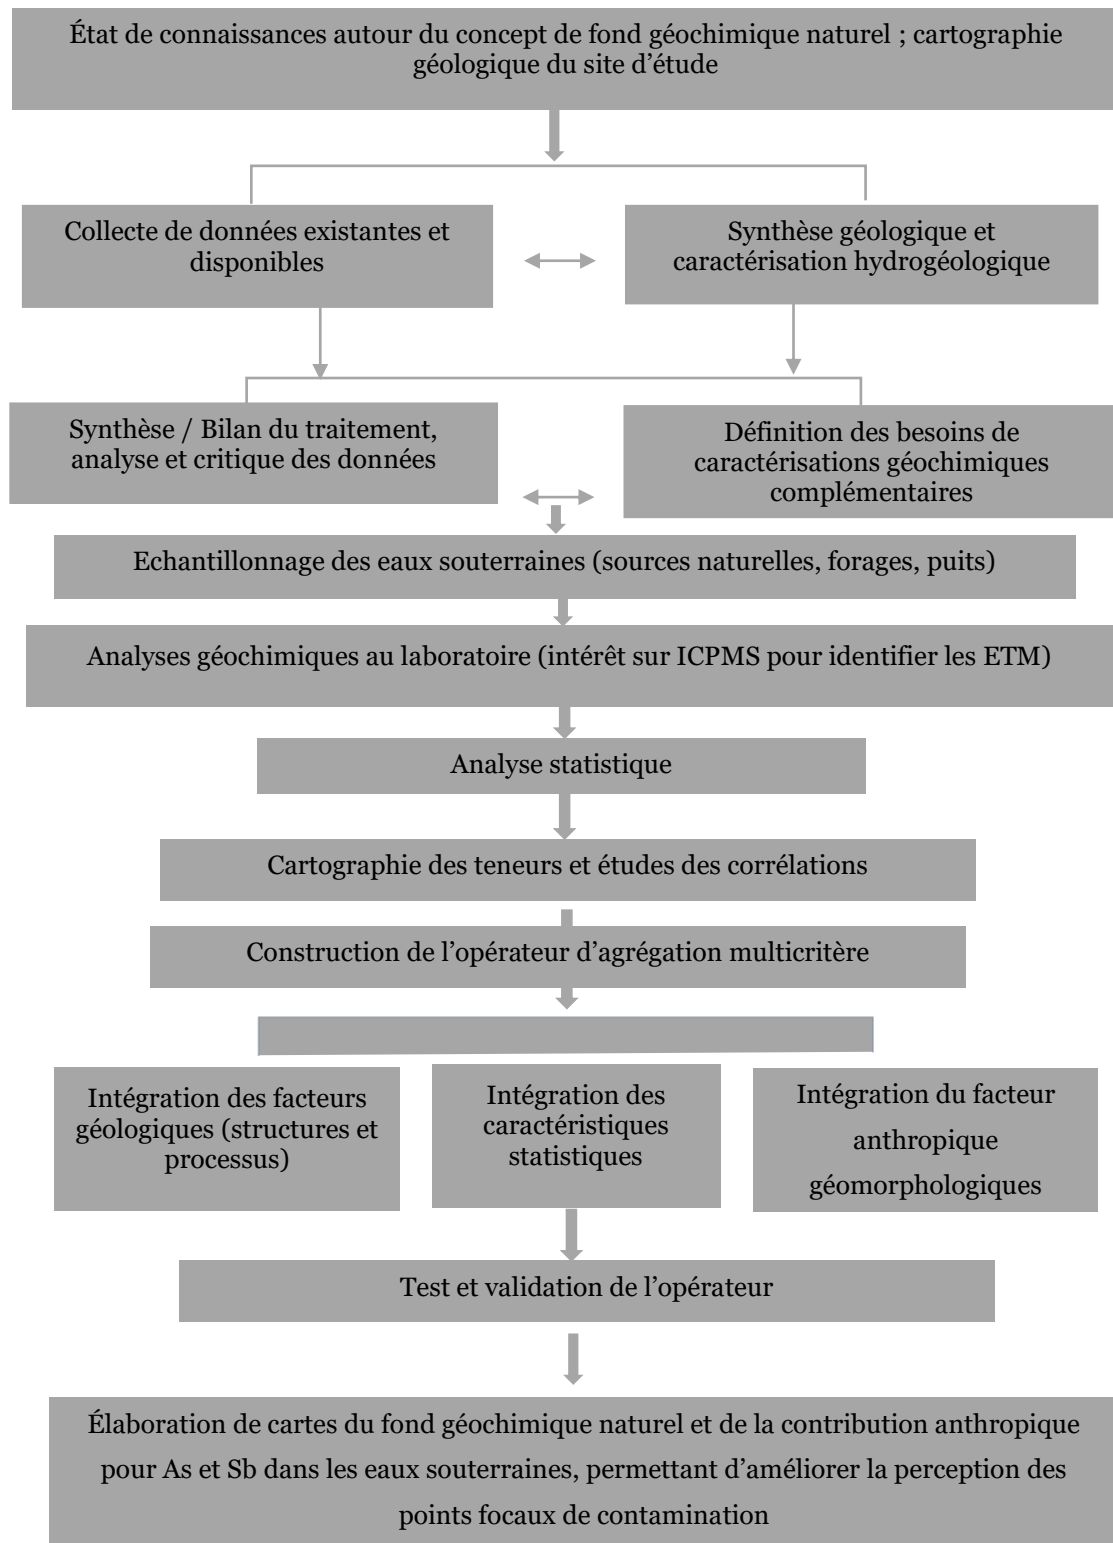 État de connaissances autour du concept de fond géochimique naturel ; cartographie
géologique du site d’étude
Collecte de données existantes et
disponibles
Synthèse géologique et
caractérisation hydrogéologique
Synthèse / Bilan du traitement,
analyse et critique des données
Définition des besoins de
caractérisations géochimiques
complémentaires
Echantillonnage des eaux souterraines (sources naturelles, forages, puits)
Analyses géochimiques au laboratoire (intérêt sur ICPMS pour identifier les ETM)
Analyse statistique
Cartographie des teneurs et études des corrélations
Construction de l’opérateur d’agrégation multicritère
Intégration des facteurs
géologiques (structures et
processus)
Intégration des
caractéristiques
statistiques
Intégration du facteur
anthropique
géomorphologiques
Test et validation de l’opérateur
Élaboration de cartes du fond géochimique naturel et de la contribution anthropique
pour As et Sb dans les eaux souterraines, permettant d’améliorer la perception des
points focaux de contamination